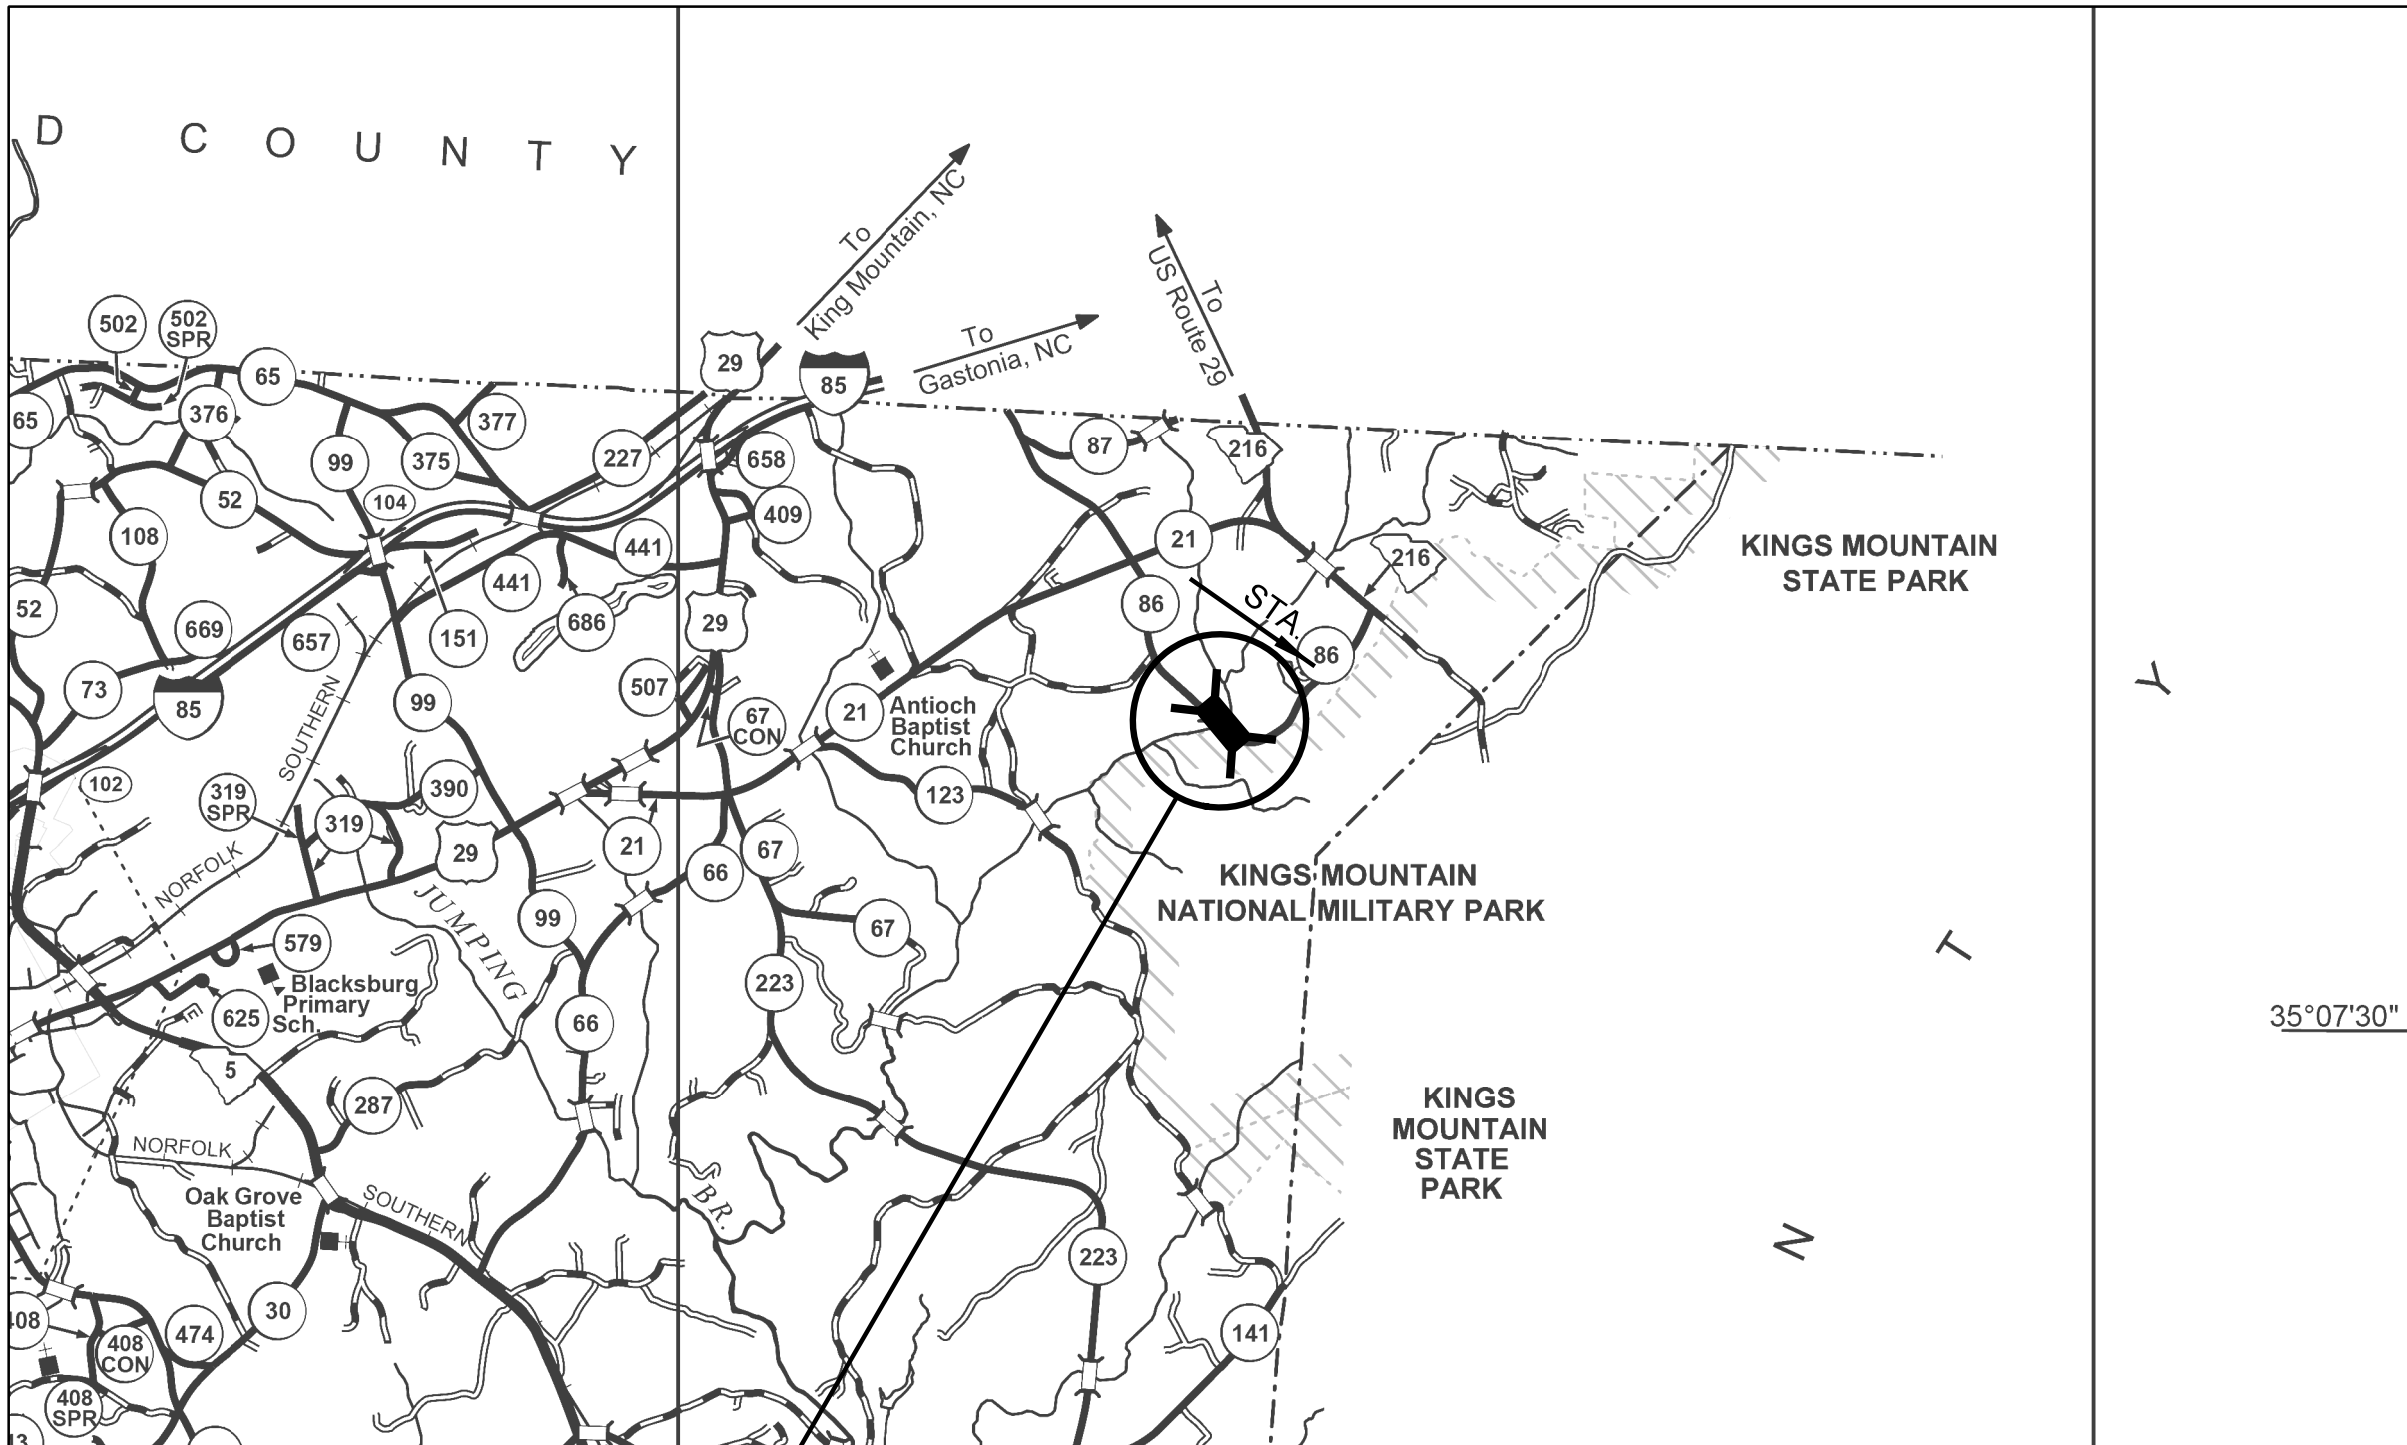 D COUNTY
To
King Mountain, NC
To
Gastonia, NC
To
US Route 29
502
502
SPR
65
29
85
65
376
377
99
375
227
658
87
216
52
104
409
108
441
21
216
KINGS MOUNTAIN
STATE PARK
52
441
686
86
STA.
669
657
151
29
86
73
85
SOUTHERN
99
507
67
CON
21
Antioch
Baptist
Church
Y
102
319
SPR
319
390
123
29
21
67
66
NORFOLK
JUMPING
KINGS MOUNTAIN
NATIONAL MILITARY PARK
99
67
579
T
Blacksburg
Primary
Sch.
223
625
66
35°07'30"
5
287
KINGS
MOUNTAIN
STATE
PARK
NORFOLK
Oak Grove
Baptist
Church
SOUTHERN
BR.
223
N
30
408
474
408
CON
141
408
SPR